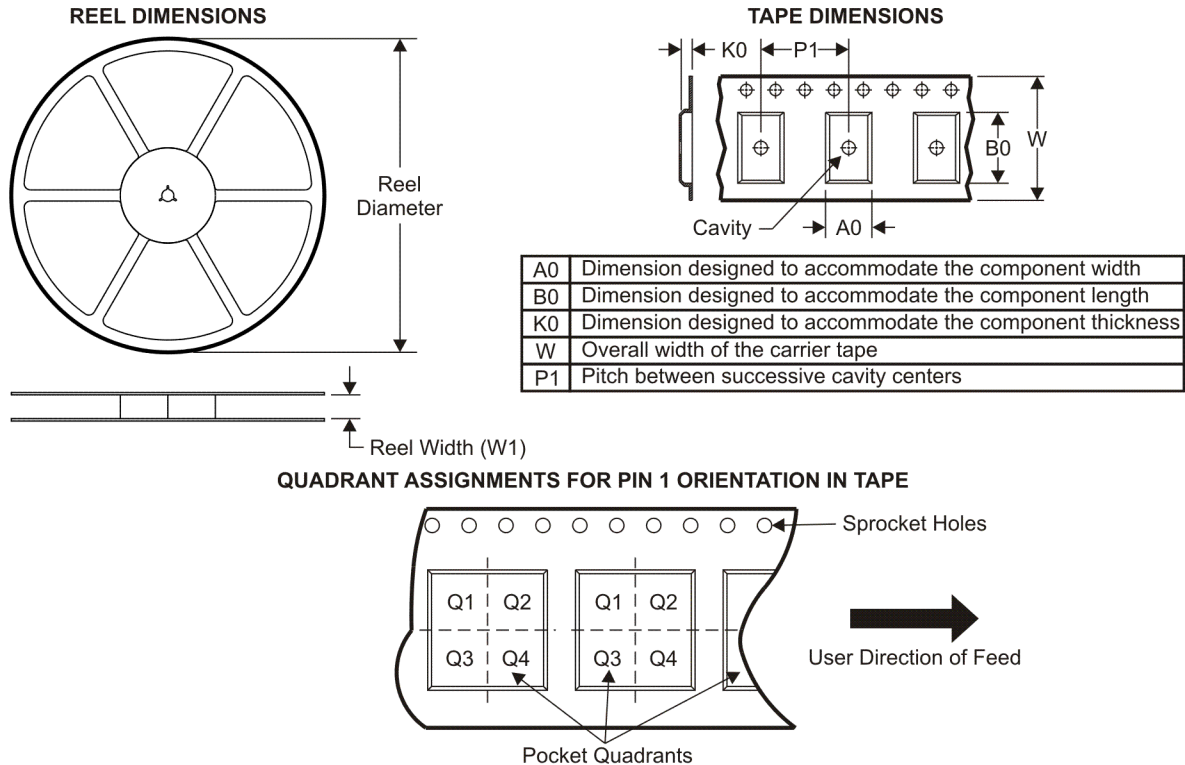 REEL DIMENSIONS
Reel
Diameter
Reel Width (W1)
TAPE DIMENSIONS
K0
P1
B0
W
Cavity
A0
A0 Dimension designed to accommodate the component width
B0 Dimension designed to accommodate the component length
K0 Dimension designed to accommodate the component thickness
W Overall width of the carrier tape
P1 Pitch between successive cavity centers
QUADRANT ASSIGNMENTS FOR PIN 1 ORIENTATION IN TAPE
Sprocket Holes
Q1 Q2 Q1 Q2
Q3 Q4 Q3 Q4
User Direction of Feed
Pocket Quadrants